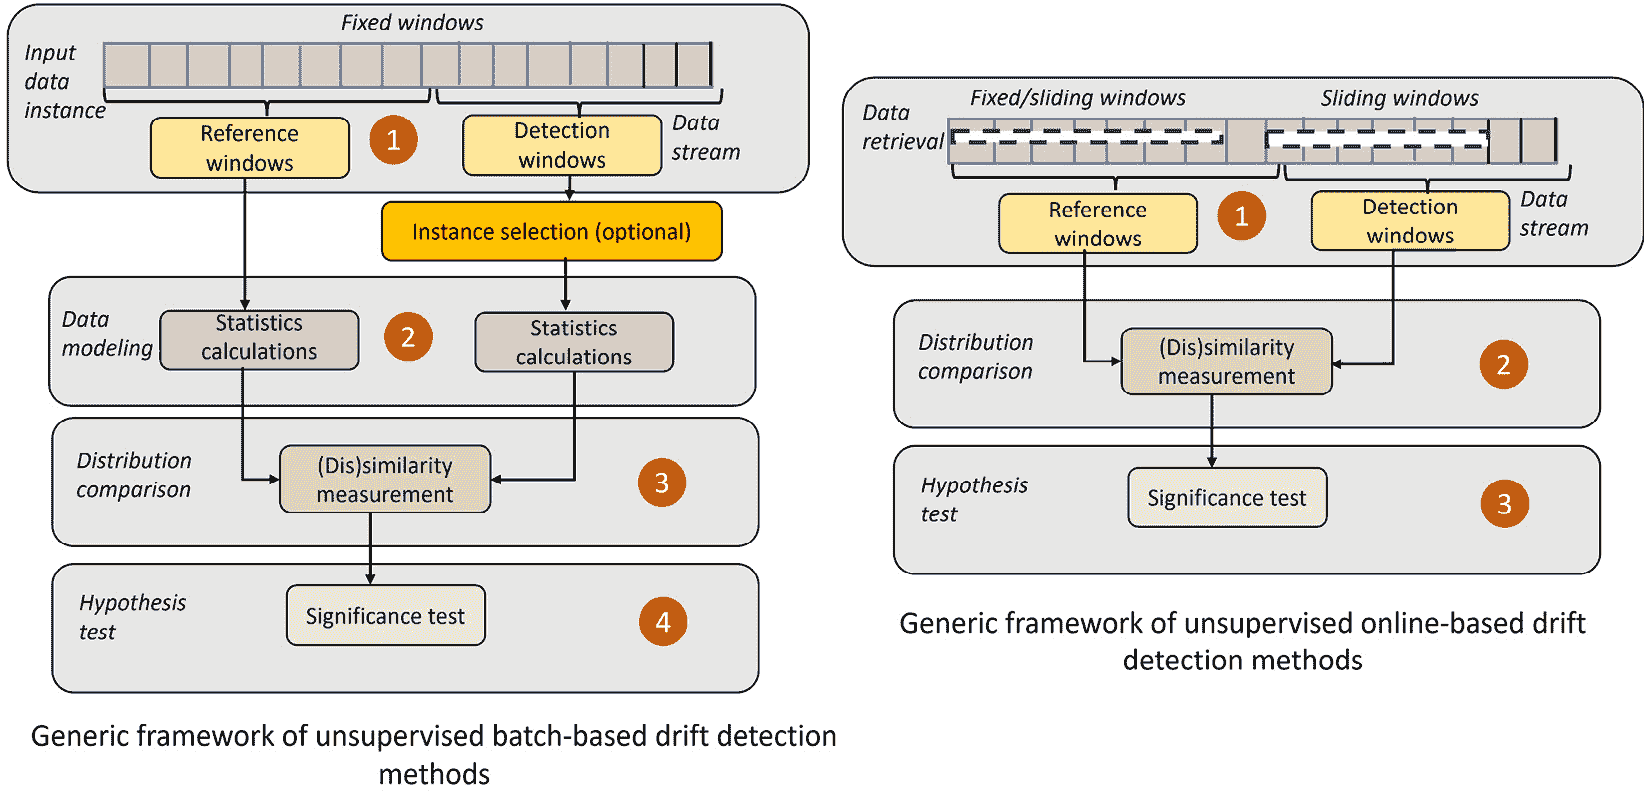 Fixed windows
Input
data
instance
Reference
windows
1
Detection
windows
Data
stream
Instance selection (optional)
Data
modeling
Statistics
calculations
2
Statistics
calculations
Distribution
comparison
(Dis)similarity
measurement
3
Hypothesis
test
Significance test
4
Generic framework of unsupervised batch-based drift detection
methods
Fixed/sliding windows
Sliding windows
Data
retrieval
Reference
windows
1
Detection
windows
Data
stream
Distribution
comparison
(Dis)similarity
measurement
2
Hypothesis
test
Significance test
3
Generic framework of unsupervised online-based drift
detection methods